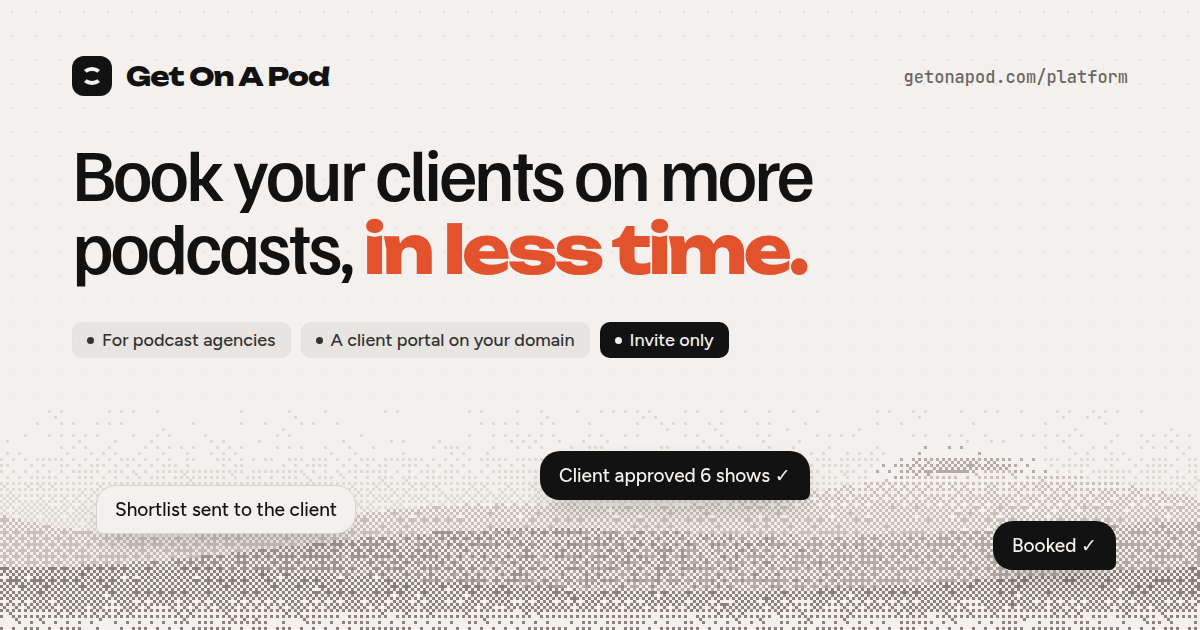 Get On A Pod
getonapod.com/platform
Book your clients on more
podcasts, in less time.
For podcast agencies
A client portal on your domain
Invite only
Client approved 6 shows ✓
Shortlist sent to the client
Booked ✓